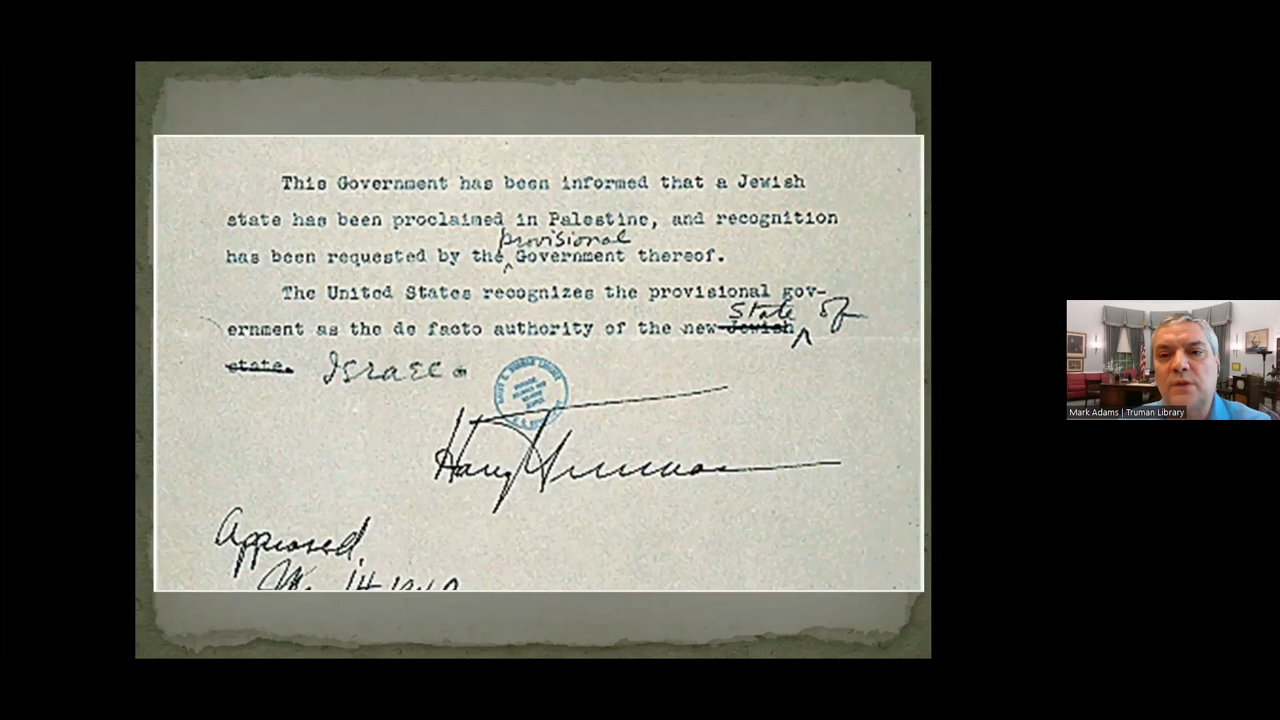 This Government has been informed that a Jewish
state has been proclaimed in Palestine, and recognition
provisional
has been requested by the Government thereof.
The United States recognizes the provisional gov-
State of
ernment as the de facto authority of the new Jewish
state. Israel.
Harry Truman
Approved,
Mark Adams | Truman Library